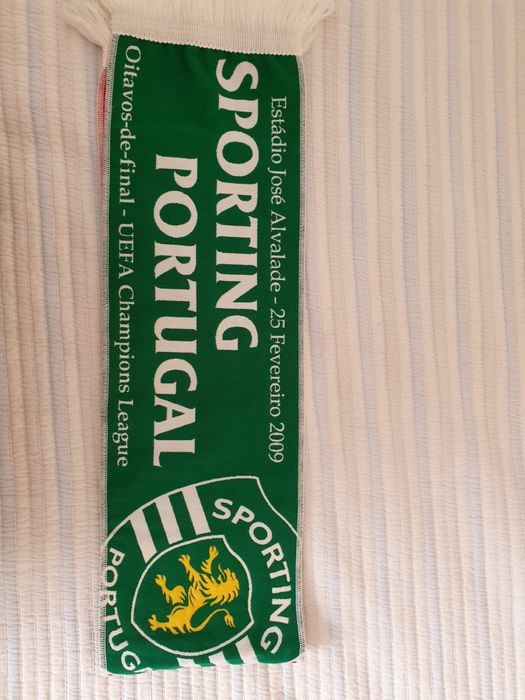 Estádio José Alvalade - 25 Fevereiro 2009
SPORTING
PORTUGAL
Oitavos-de-final - UEFA Champions League
SPORTING
PORTUG